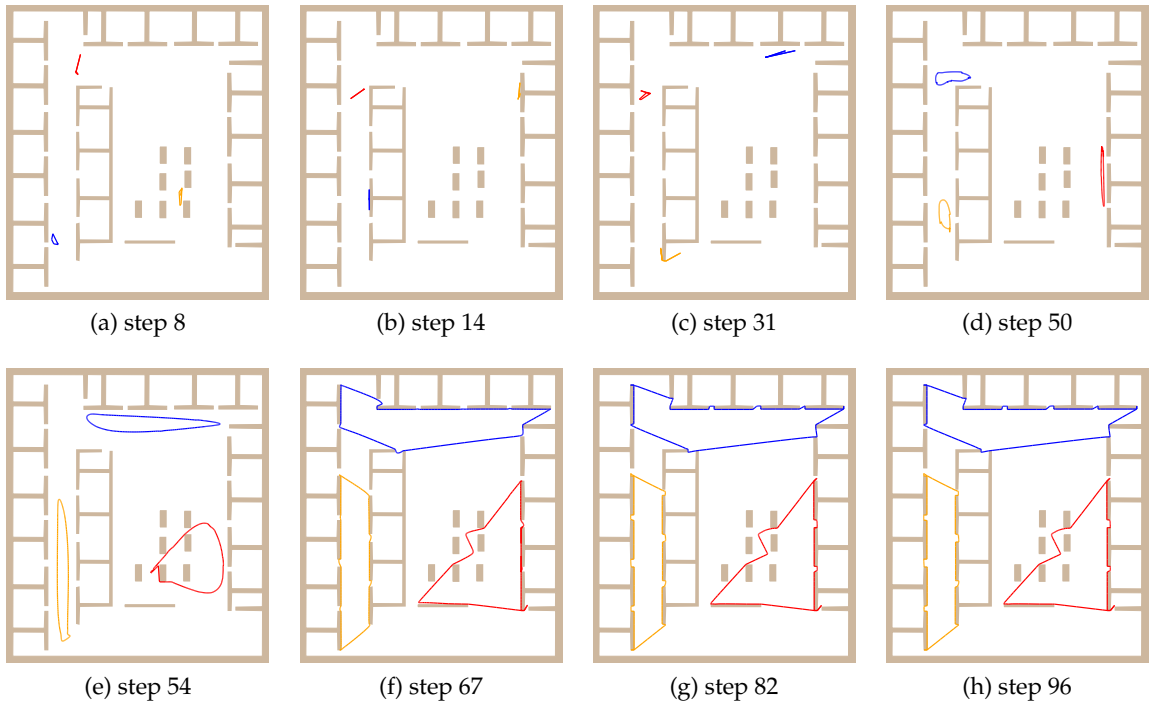 (a) step 8
(b) step 14
(c) step 31
(d) step 50
(e) step 54
(f) step 67
(g) step 82
(h) step 96